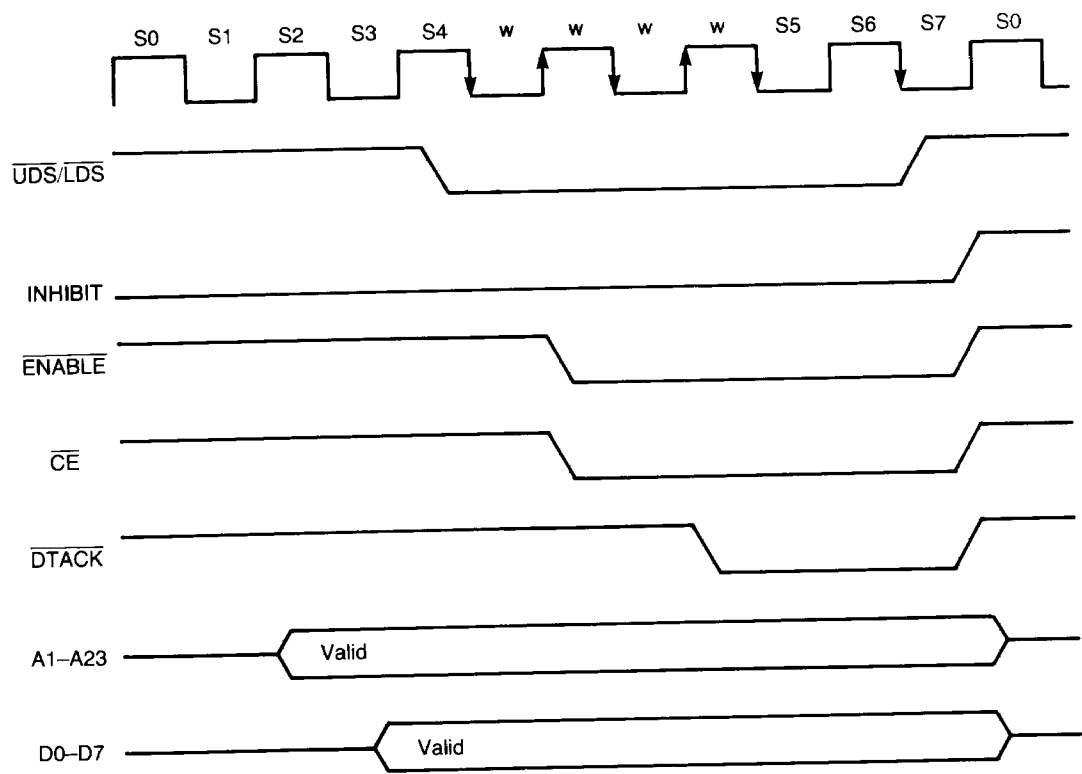 S0 S1 S2 S3 S4 w w w w S5 S6 S7 S0
UDS/LDS
INHIBIT
ENABLE
CE
DTACK
A1–A23 Valid
D0–D7 Valid